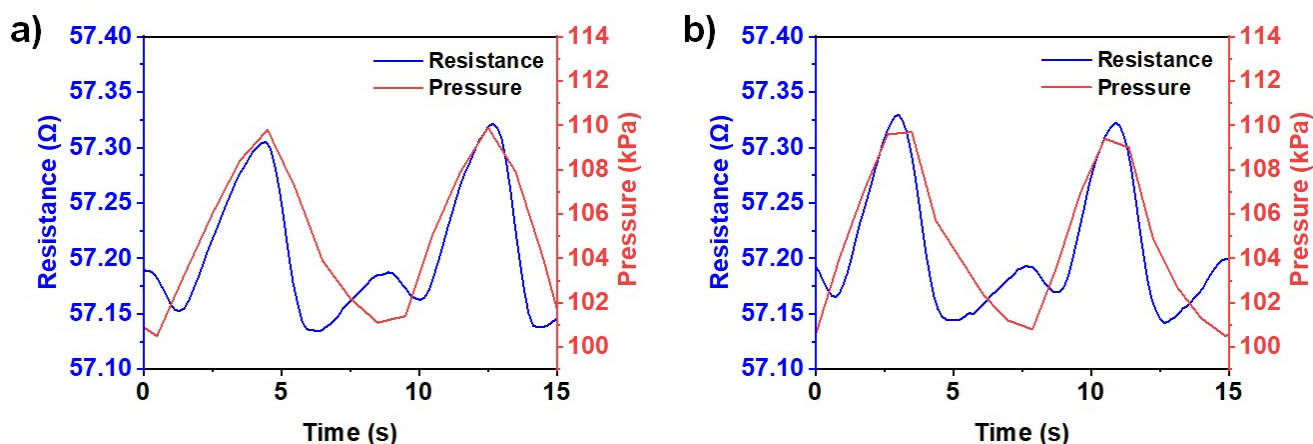 a)
57.40
57.35
57.30
57.25
57.20
57.15
57.10
Resistance (Ω)
Resistance
Pressure
114
112
110
108
106
104
102
100
Pressure (kPa)
0 5 10 15
Time (s)
b)
57.40
57.35
57.30
57.25
57.20
57.15
57.10
Resistance (Ω)
Resistance
Pressure
114
112
110
108
106
104
102
100
Pressure (kPa)
0 5 10 15
Time (s)